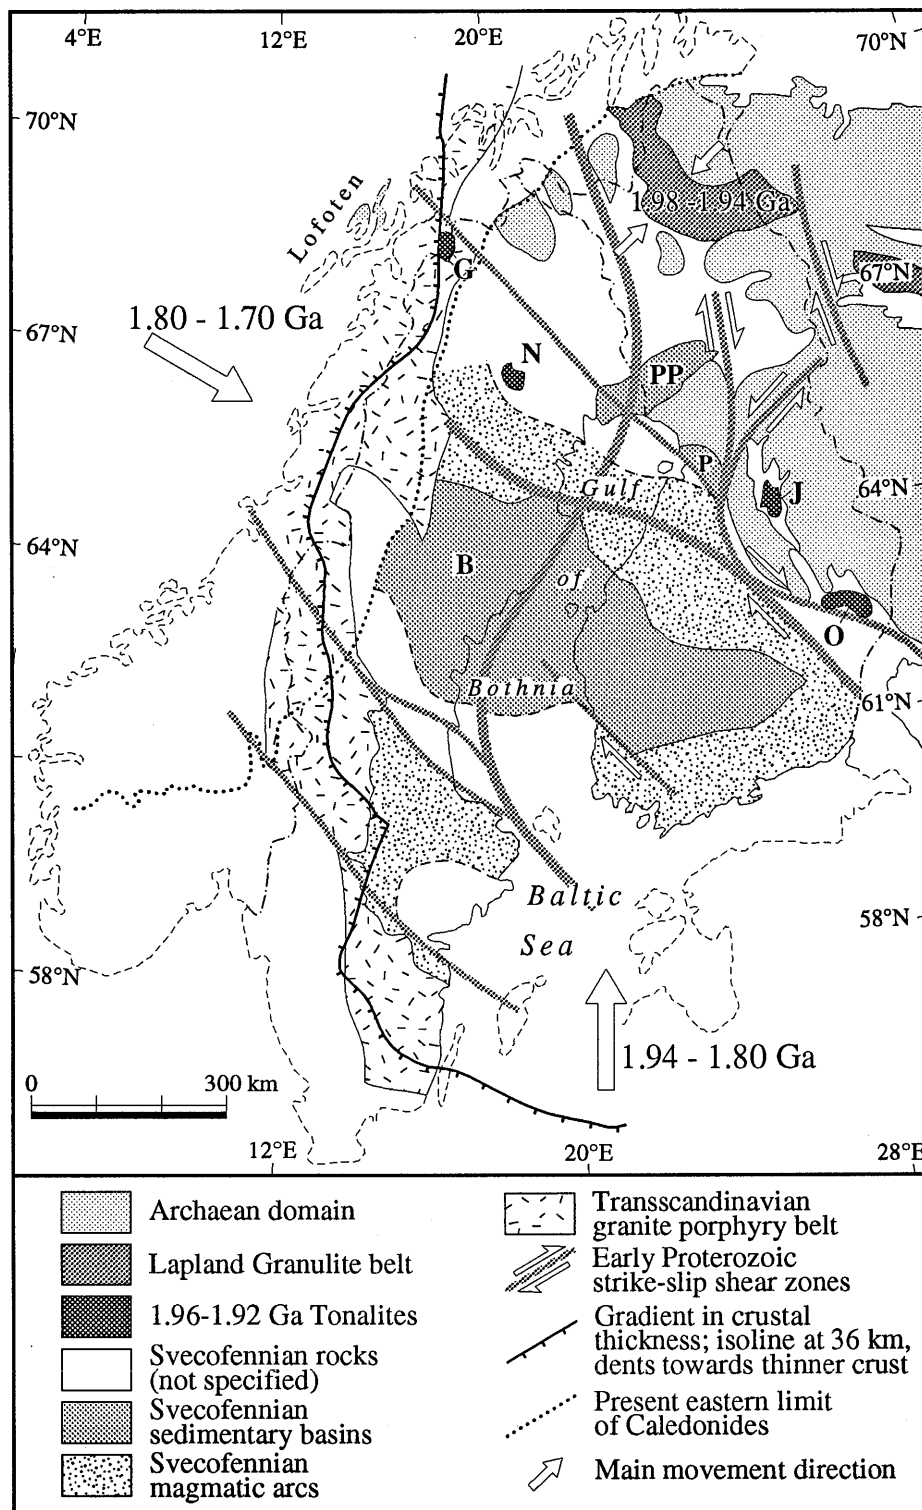 4°E 12°E 20°E 70°N
70°N
Lofoten
1.98 -1.94 Ga
G
67°N
67°N
1.80 - 1.70 Ga
N
PP
P
Gulf
J
64°N
64°N
B
of
O
Bothnia
61°N
Baltic
58°N
Sea
58°N
1.94 - 1.80 Ga
0 300 km
12°E 20°E 28°E
Archaean domain
Lapland Granulite belt
1.96-1.92 Ga Tonalites
Svecofennian rocks
(not specified)
Svecofennian
sedimentary basins
Svecofennian
magmatic arcs
Transscandinavian
granite porphyry belt
Early Proterozoic
strike-slip shear zones
Gradient in crustal
thickness; isoline at 36 km,
dents towards thinner crust
Present eastern limit
of Caledonides
Main movement direction